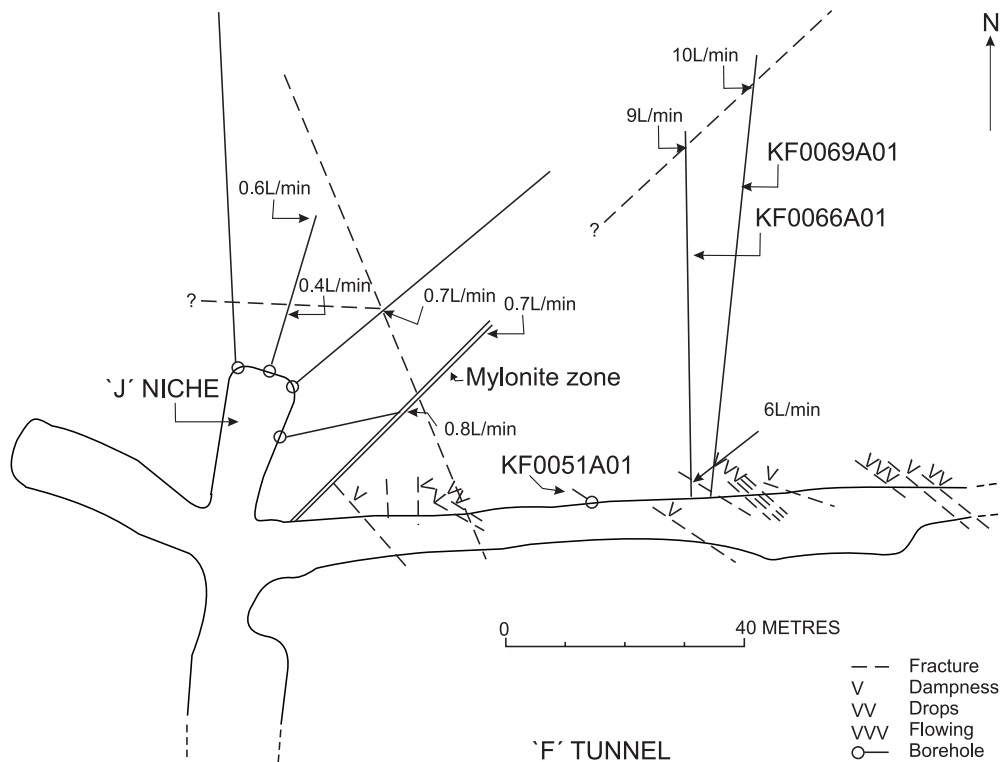 N
10L/min
9L/min
KF0069A01
0.6L/min
KF0066A01
?
0.4L/min
?
0.7L/min
0.7L/min
`J´ NICHE
Mylonite zone
0.8L/min
6L/min
KF0051A01
0
40 METRES
Fracture
V Dampness
VV Drops
VVV Flowing
Borehole
`F´ TUNNEL